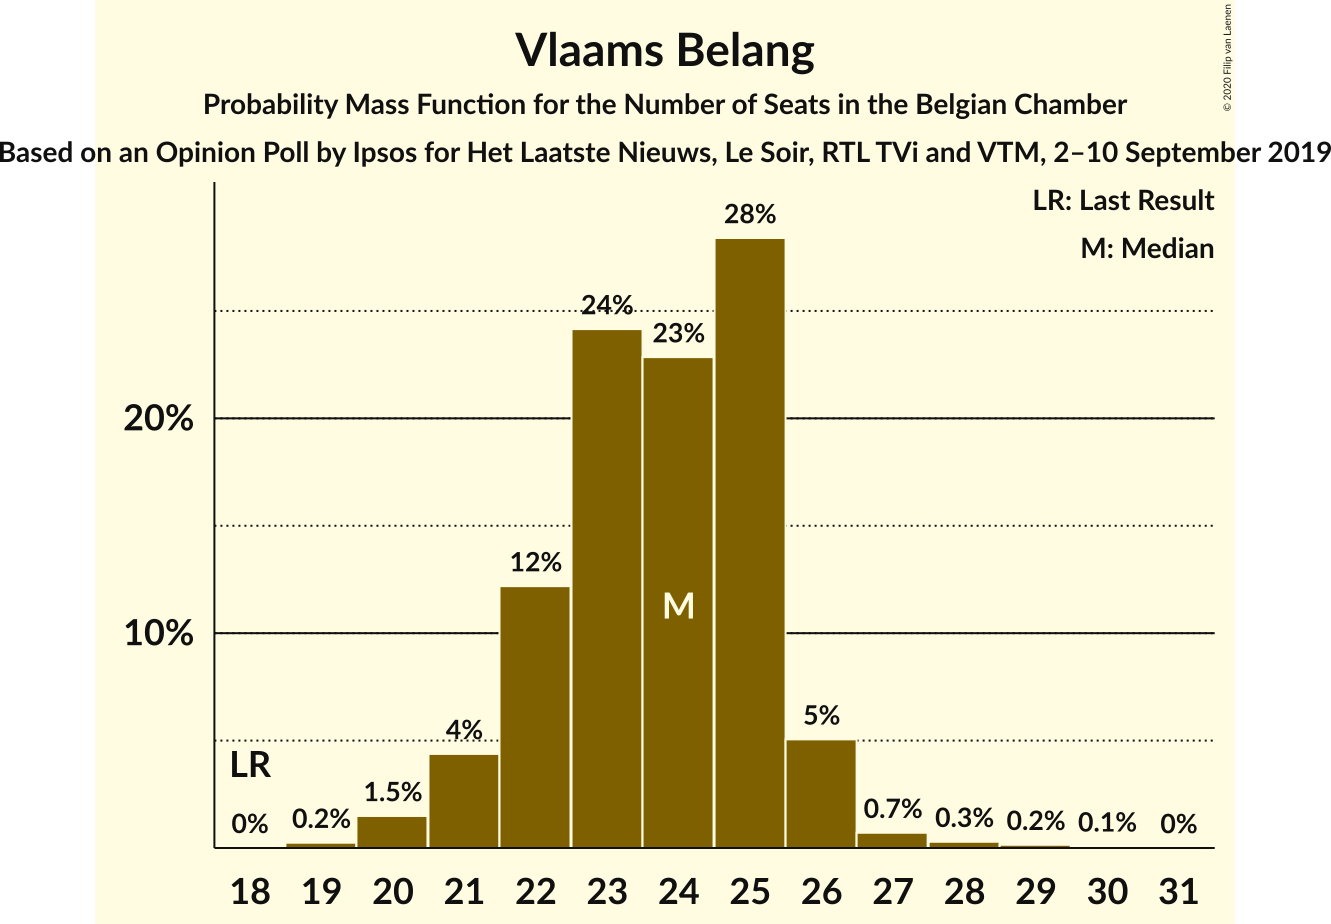 Vlaams Belang
Probability Mass Function for the Number of Seats in the Belgian Chamber
Based on an Opinion Poll by Ipsos for Het Laatste Nieuws, Le Soir, RTL TVi and VTM, 2–10 September 2019
© 2020 Filip van Laenen
LR: Last Result
M: Median
28%
24%
23%
20%
12%
M
10%
5%
4%
LR
1.5%
0% 0.2% 0.7% 0.3% 0.2% 0.1% 0%
18 19 20 21 22 23 24 25 26 27 28 29 30 31